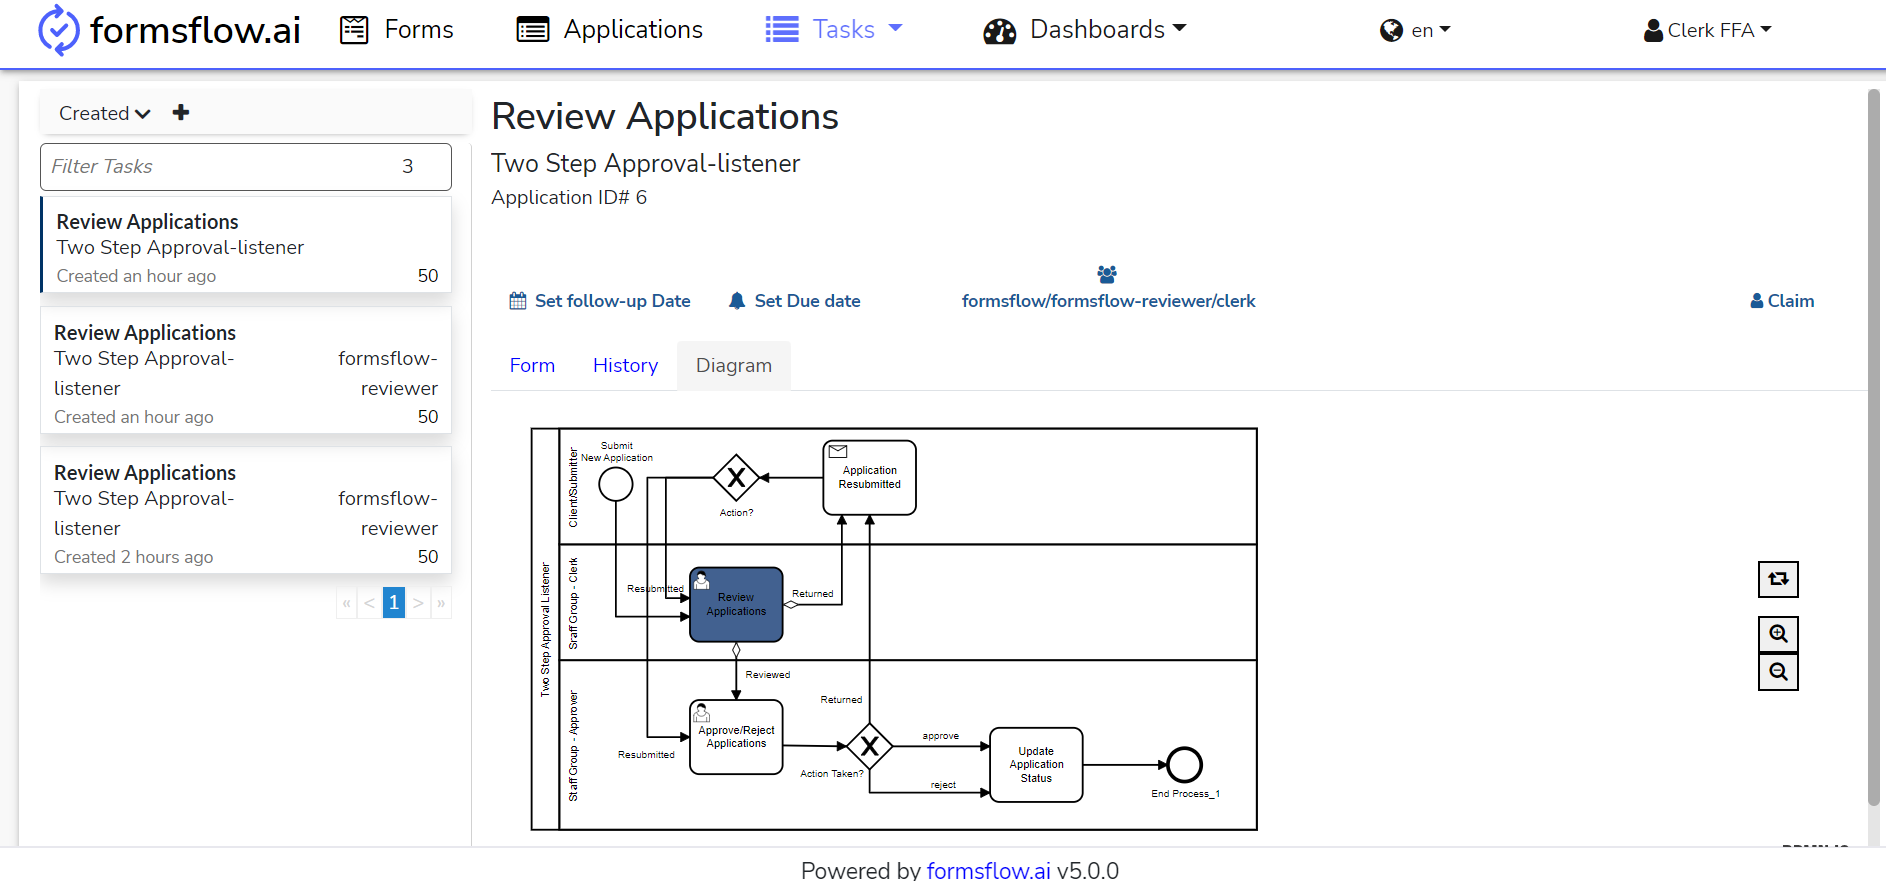 formsflow.ai
Forms
Applications
Tasks
Dashboards
en
Clerk FFA
Created
Filter Tasks 3
Review Applications
Two Step Approval-listener
Created an hour ago 50
Review Applications
Two Step Approval- formsflow-
listener reviewer
Created an hour ago 50
Review Applications
Two Step Approval- formsflow-
listener reviewer
Created 2 hours ago 50
« < 1 > »
Review Applications
Two Step Approval-listener
Application ID# 6
Set follow-up Date
Set Due date
formsflow/formsflow-reviewer/clerk
Claim
Form
History
Diagram
Two Step Approval Listener
Client/Submitter
Submit
New Application
Action?
Application
Resubmitted
Sraff Group - Clerk
Resubmitted
Review
Applications
Returned
Reviewed
Staff Group - Approver
Resubmitted
Approve/Reject
Applications
Returned
Action Taken?
approve
reject
Update
Application
Status
End Process_1
Powered by formsflow.ai v5.0.0